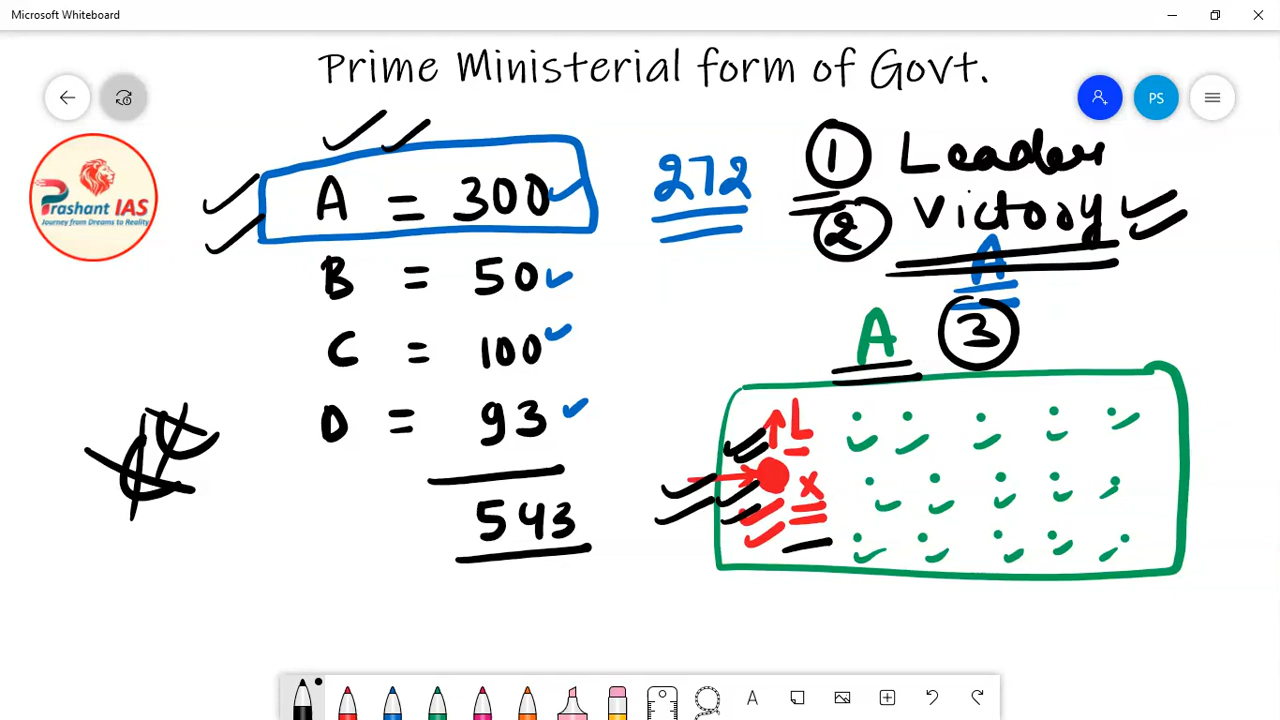 Microsoft Whiteboard
Prime Ministerial form of Govt.
PS
Prashant IAS
Journey from Dreams to Reality
A = 300
272
1 Leader
2 Victory
A
B = 50
3
A
C = 100
D = 93
L
x
543
A